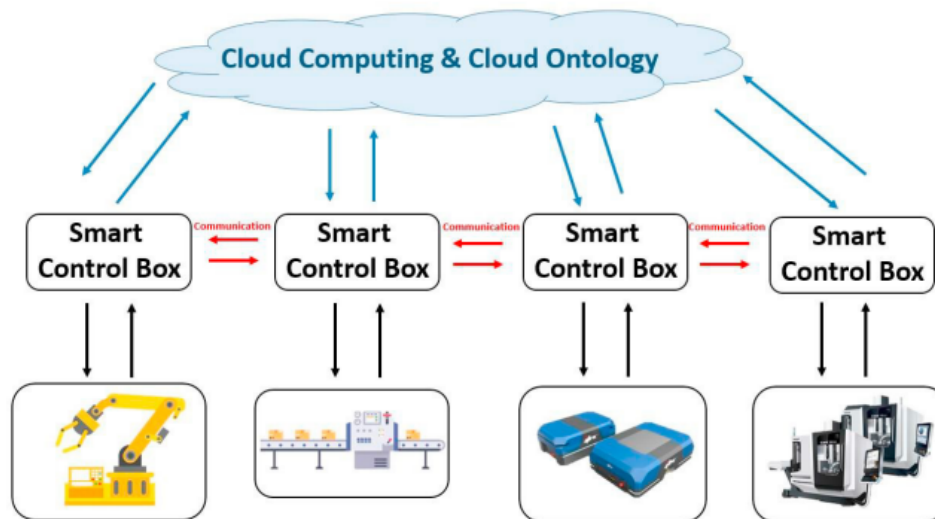 Cloud Computing & Cloud Ontology
Smart
Control Box
Communication
Smart
Control Box
Communication
Smart
Control Box
Communication
Smart
Control Box